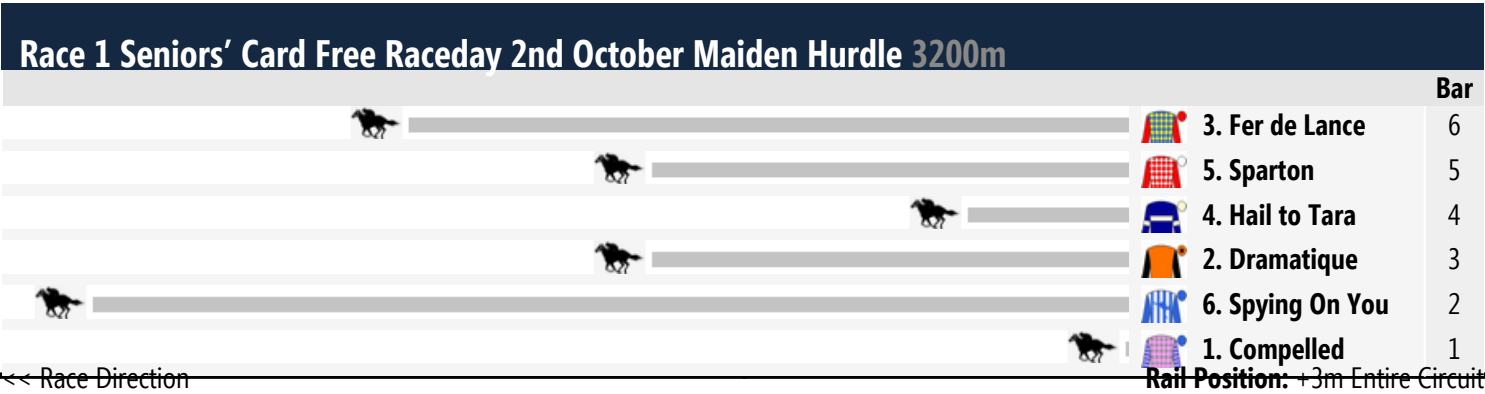 Race 1 Seniors’ Card Free Raceday 2nd October Maiden Hurdle 3200m
Bar
3. Fer de Lance 6
5. Sparton 5
4. Hail to Tara 4
2. Dramatique 3
6. Spying On You 2
1. Compelled 1
<< Race Direction Rail Position: +3m Entire Circuit